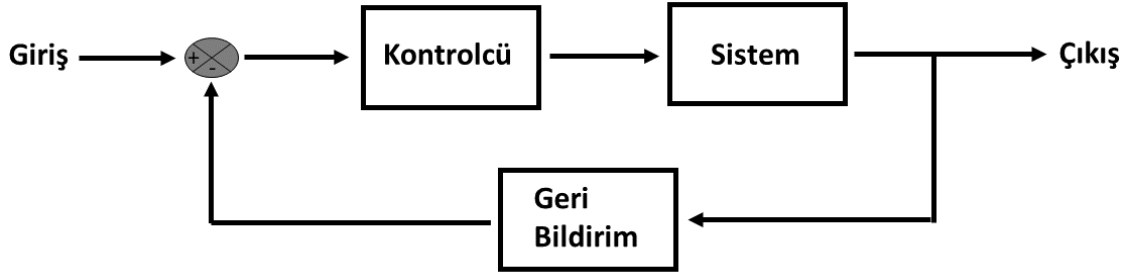 Giriş
+
-
Kontrolcü
Sistem
Çıkış
Geri
Bildirim